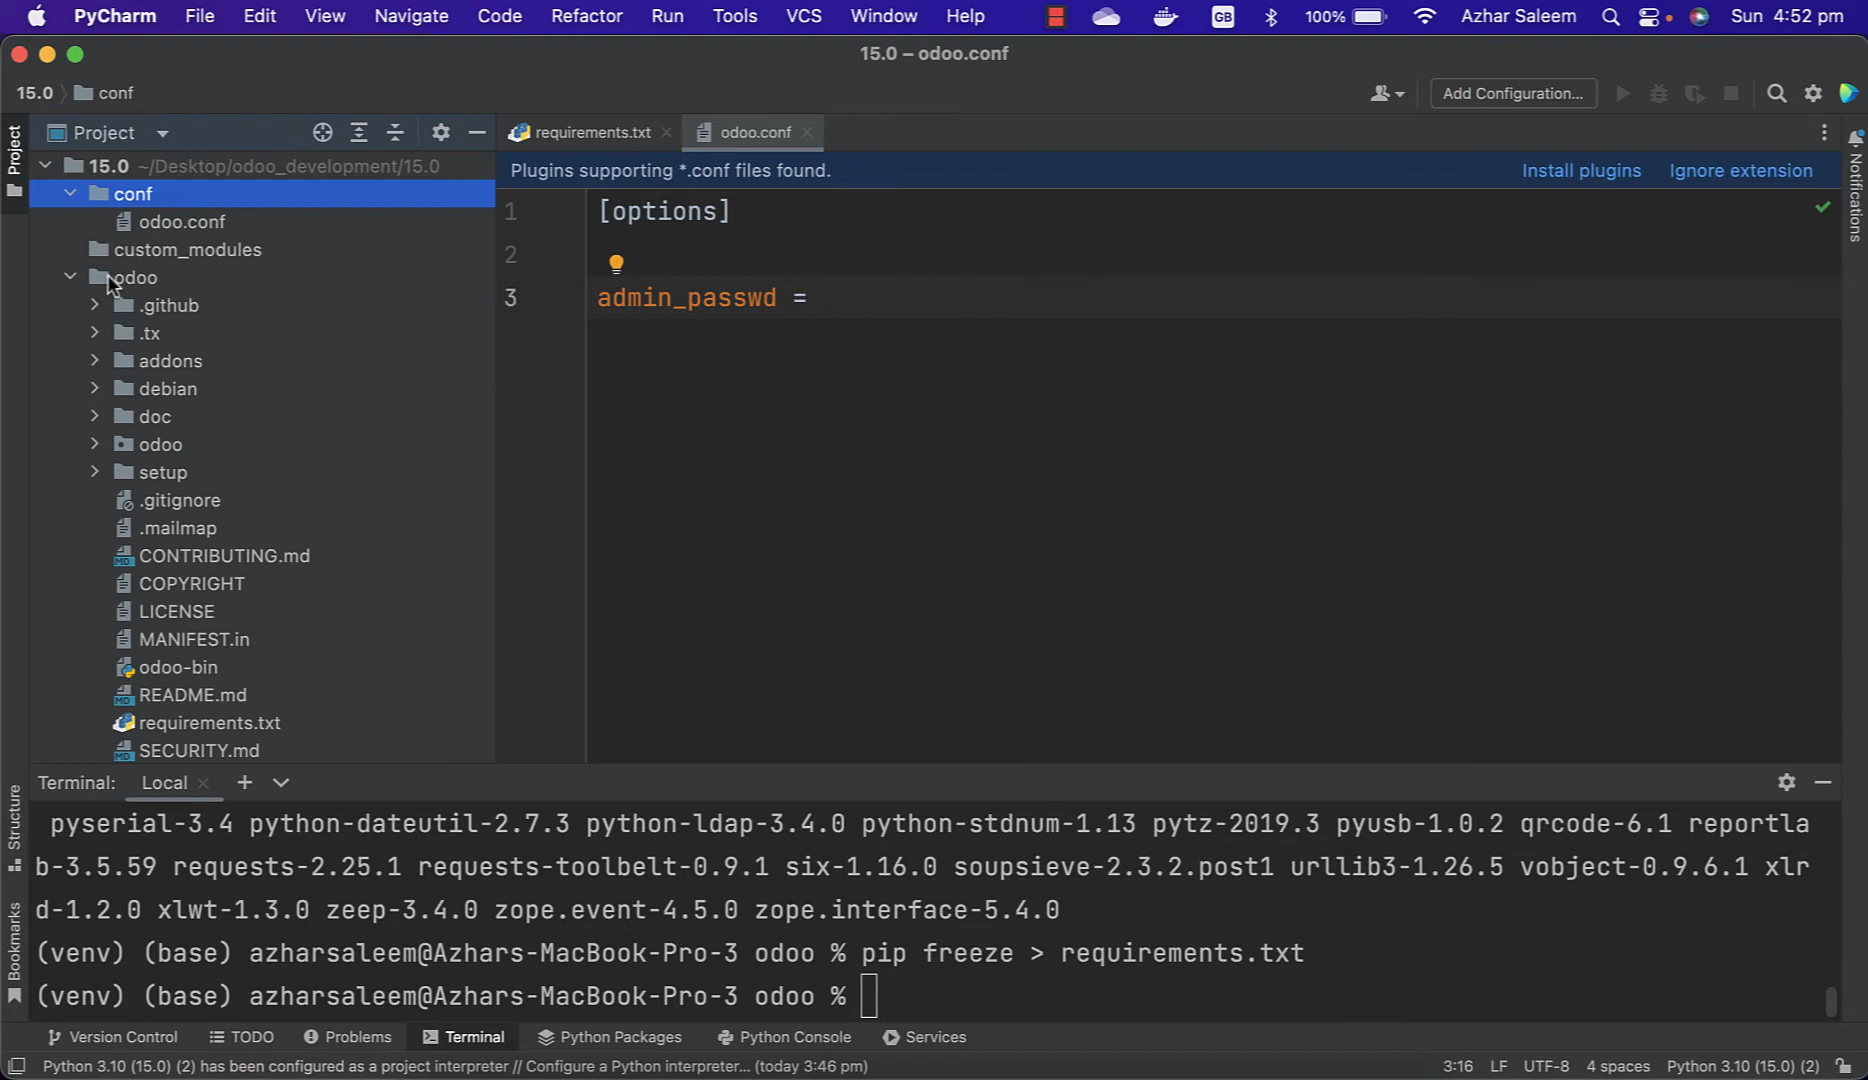 PyCharm File Edit View Navigate Code Refactor Run Tools VCS Window Help GB 100% Azhar Saleem Sun 4:52 pm
15.0 – odoo.conf
15.0 conf Add Configuration...
Project
Project
requirements.txt
odoo.conf
15.0 ~/Desktop/odoo_development/15.0
Plugins supporting *.conf files found. Install plugins Ignore extension
Notifications
conf
odoo.conf
custom_modules
odoo
.github
.tx
addons
debian
doc
odoo
setup
.gitignore
.mailmap
CONTRIBUTING.md
COPYRIGHT
LICENSE
MANIFEST.in
odoo-bin
README.md
requirements.txt
SECURITY.md
1 [options]
2
3 admin_passwd =
Structure
Bookmarks
Terminal: Local
pyserial-3.4 python-dateutil-2.7.3 python-ldap-3.4.0 python-stdnum-1.13 pytz-2019.3 pyusb-1.0.2 qrcode-6.1 reportla
b-3.5.59 requests-2.25.1 requests-toolbelt-0.9.1 six-1.16.0 soupsieve-2.3.2.post1 urllib3-1.26.5 vobject-0.9.6.1 xlr
d-1.2.0 xlwt-1.3.0 zeep-3.4.0 zope.event-4.5.0 zope.interface-5.4.0
(venv) (base) azharsaleem@Azhars-MacBook-Pro-3 odoo % pip freeze > requirements.txt
(venv) (base) azharsaleem@Azhars-MacBook-Pro-3 odoo %
Version Control TODO Problems Terminal Python Packages Python Console Services
Python 3.10 (15.0) (2) has been configured as a project interpreter // Configure a Python interpreter... (today 3:46 pm) 3:16 LF UTF-8 4 spaces Python 3.10 (15.0) (2)